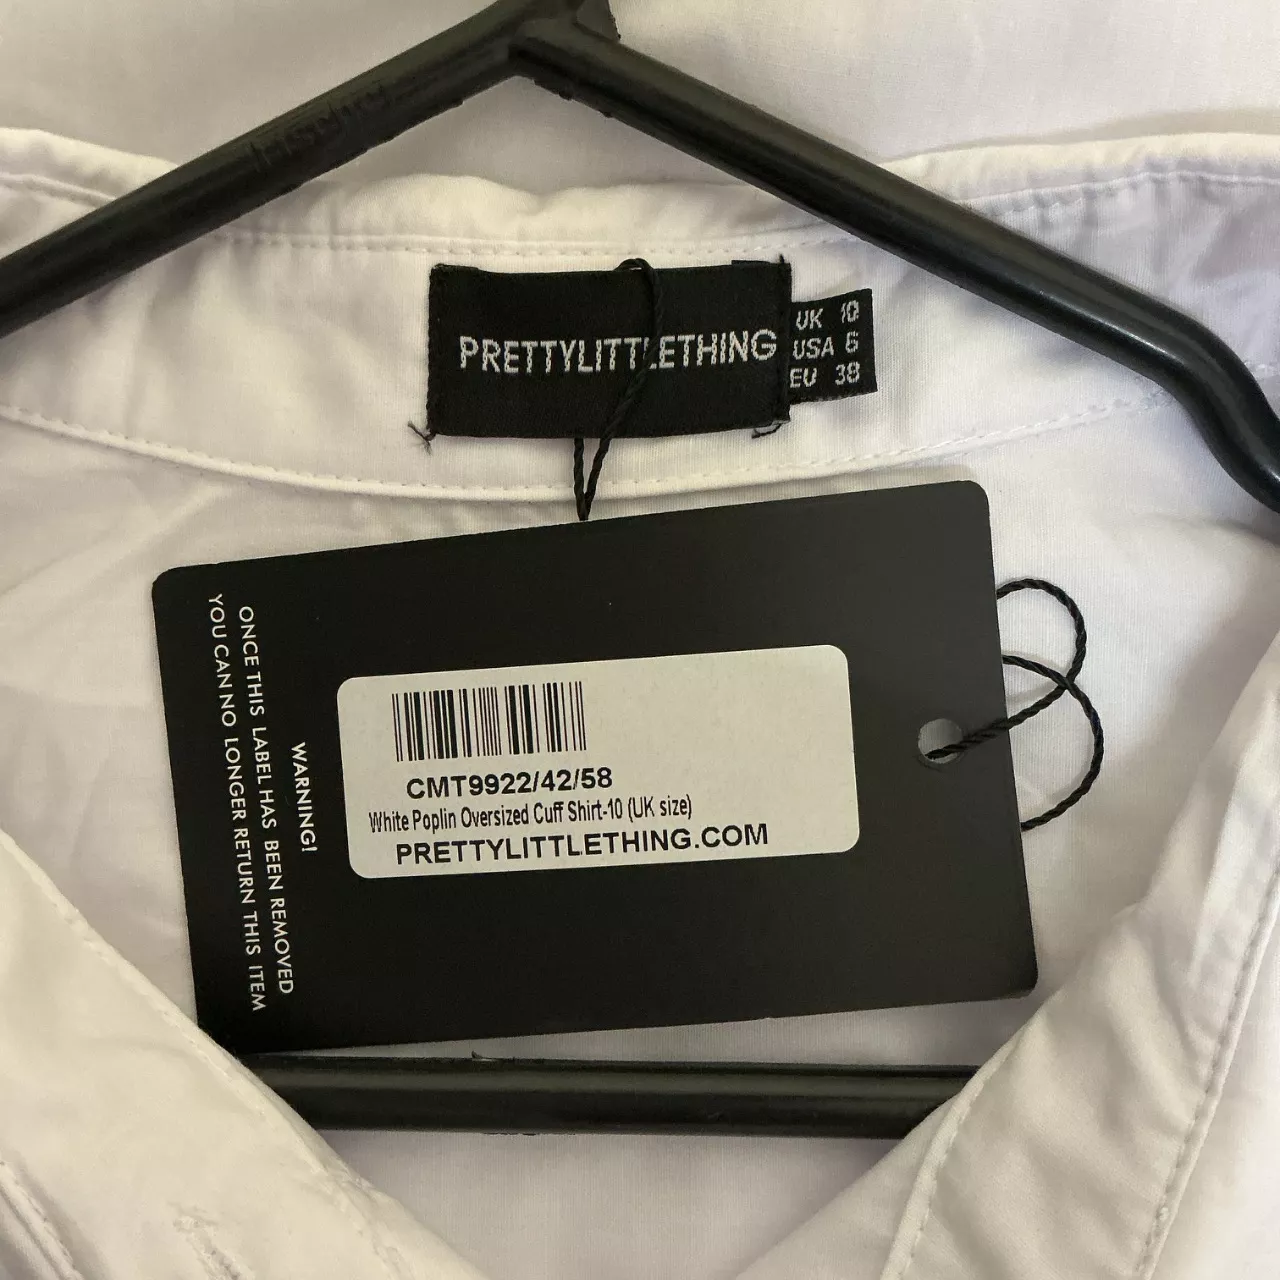 PRETTYLITTLETHING
UK 10
USA 6
EU 38
WARNING!
ONCE THIS LABEL HAS BEEN REMOVED
YOU CAN NO LONGER RETURN THIS ITEM
CMT9922/42/58
White Poplin Oversized Cuff Shirt-10 (UK size)
PRETTYLITTLETHING.COM